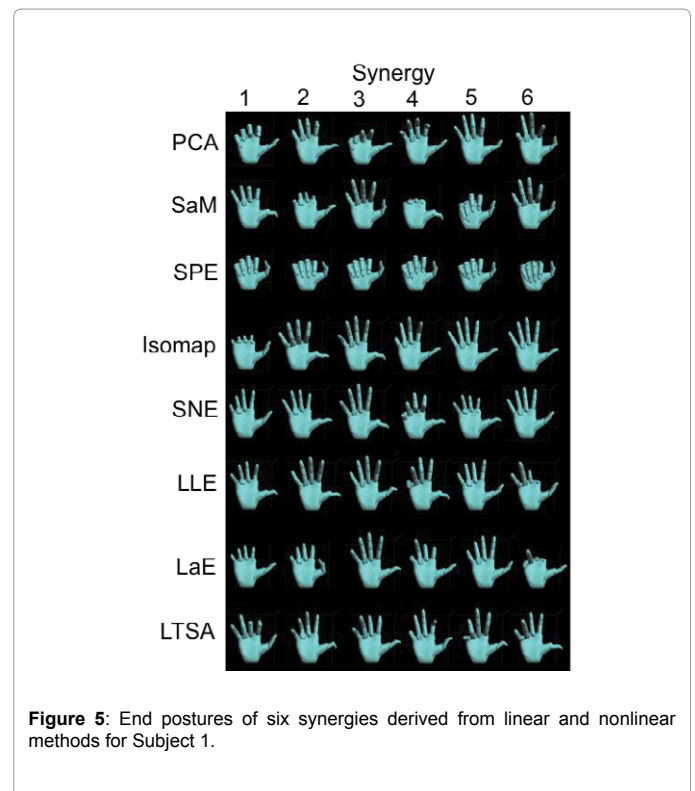 Synergy
1 2 3 4 5 6
PCA
SaM
SPE
Isomap
SNE
LLE
LaE
LTSA
Figure 5: End postures of six synergies derived from linear and nonlinear
methods for Subject 1.